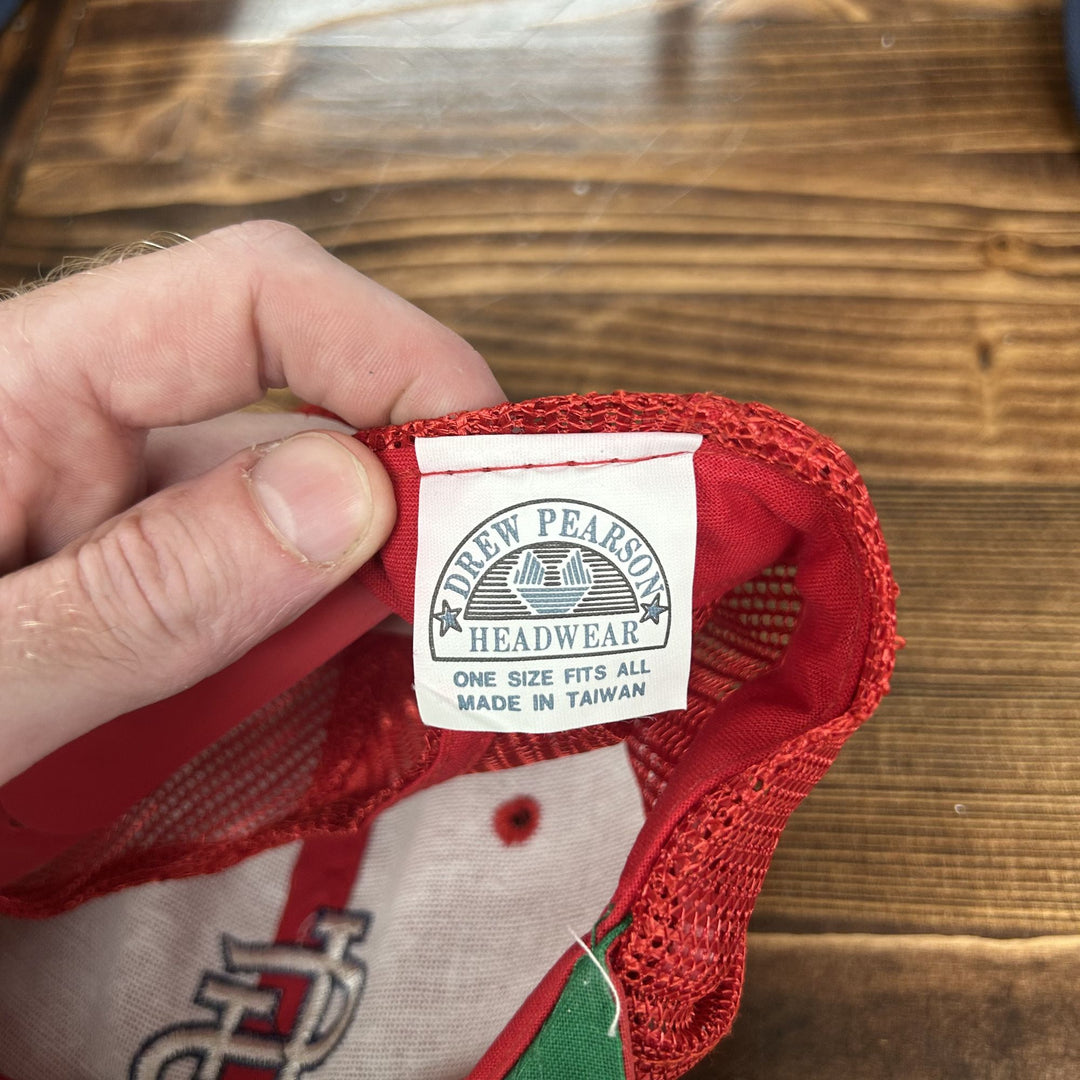 DREW PEARSON
HEADWEAR
ONE SIZE FITS ALL
MADE IN TAIWAN